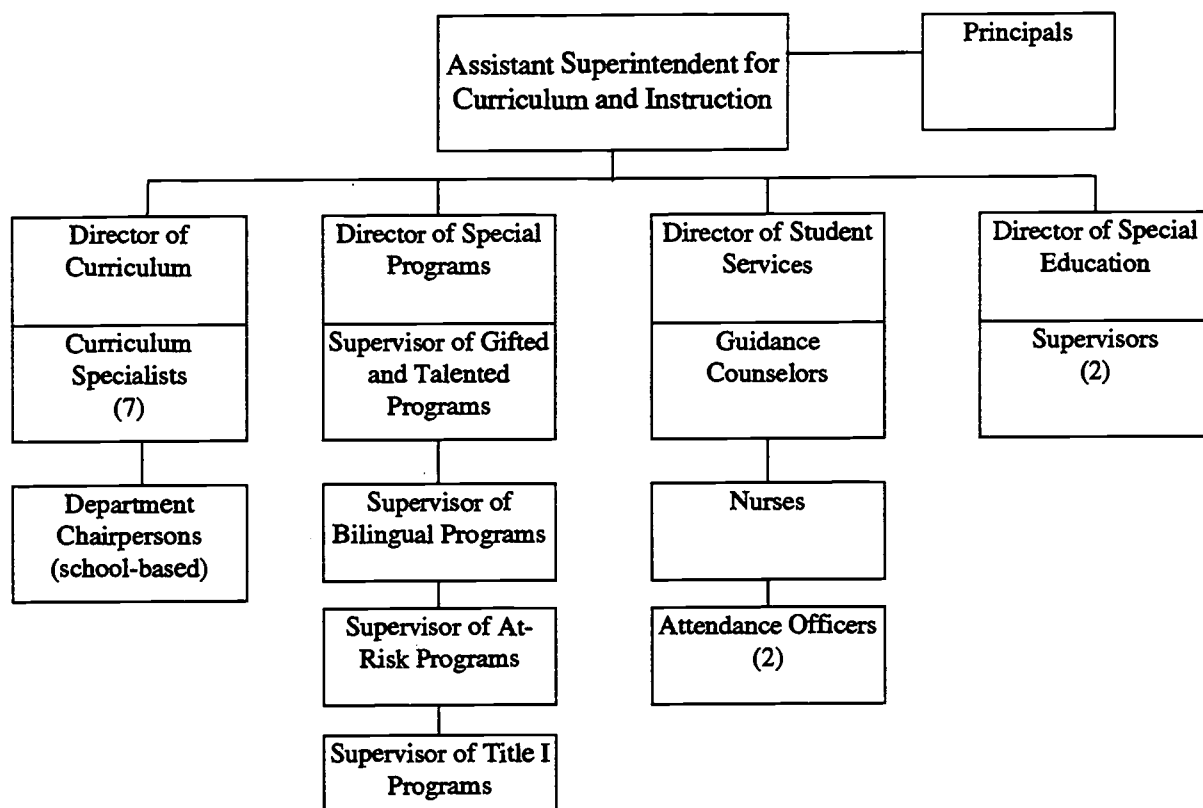 Assistant Superintendent for
Curriculum and Instruction
Principals
Director of
Curriculum
Curriculum
Specialists
(7)
Department
Chairpersons
(school-based)
Director of Special
Programs
Supervisor of Gifted
and Talented
Programs
Supervisor of
Bilingual Programs
Supervisor of At-
Risk Programs
Supervisor of Title I
Programs
Director of Student
Services
Guidance
Counselors
Nurses
Attendance Officers
(2)
Director of Special
Education
Supervisors
(2)